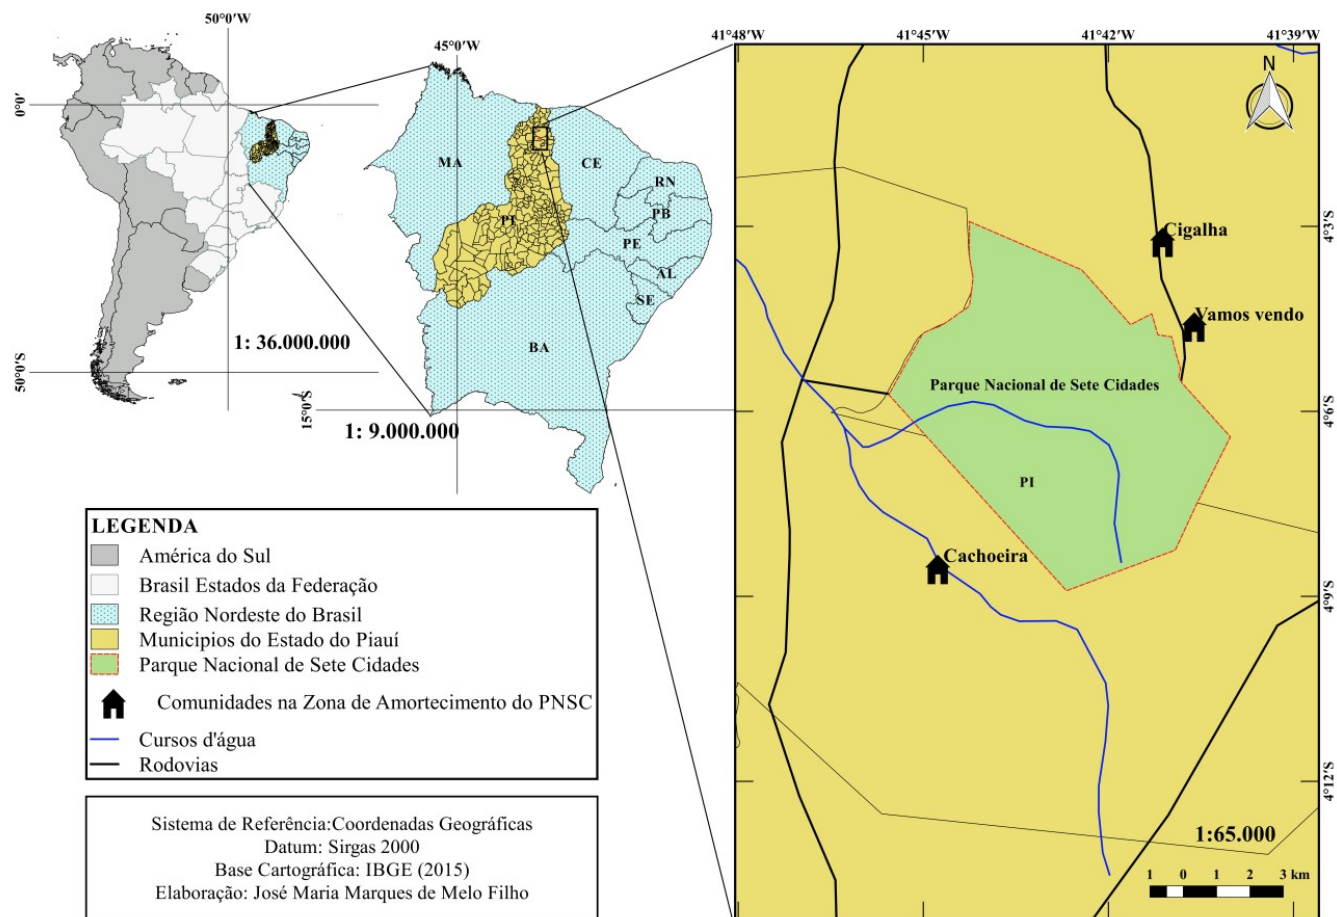 50°0'W
0°0'
50°0'S
1: 36.000.000
45°0'W
15°0'S
MA
CE
RN
PB
PI
PE
AL
SE
BA
1: 9.000.000
41°48'W
41°45'W
41°42'W
41°39'W
N
4°3'S
4°6'S
4°9'S
4°12'S
Cigalha
Vamos vendo
Parque Nacional de Sete Cidades
PI
Cachoeira
1:65.000
1 0 1 2 3 km
LEGENDA
América do Sul
Brasil Estados da Federação
Região Nordeste do Brasil
Municipios do Estado do Piauí
Parque Nacional de Sete Cidades
Comunidades na Zona de Amortecimento do PNSC
Cursos d'água
Rodovias
Sistema de Referência:Coordenadas Geográficas
Datum: Sirgas 2000
Base Cartográfica: IBGE (2015)
Elaboração: José Maria Marques de Melo Filho